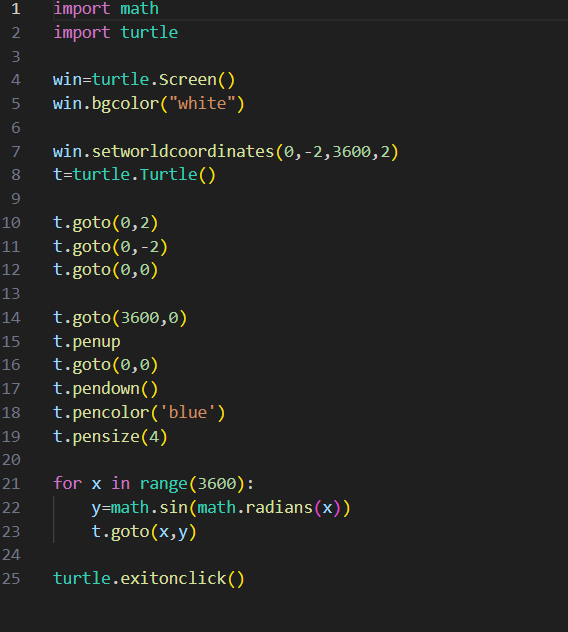 1 import math
2 import turtle
3
4 win=turtle.Screen()
5 win.bgcolor("white")
6
7 win.setworldcoordinates(0,-2,3600,2)
8 t=turtle.Turtle()
9
10 t.goto(0,2)
11 t.goto(0,-2)
12 t.goto(0,0)
13
14 t.goto(3600,0)
15 t.penup
16 t.goto(0,0)
17 t.pendown()
18 t.pencolor('blue')
19 t.pensize(4)
20
21 for x in range(3600):
22     y=math.sin(math.radians(x))
23     t.goto(x,y)
24
25 turtle.exitonclick()